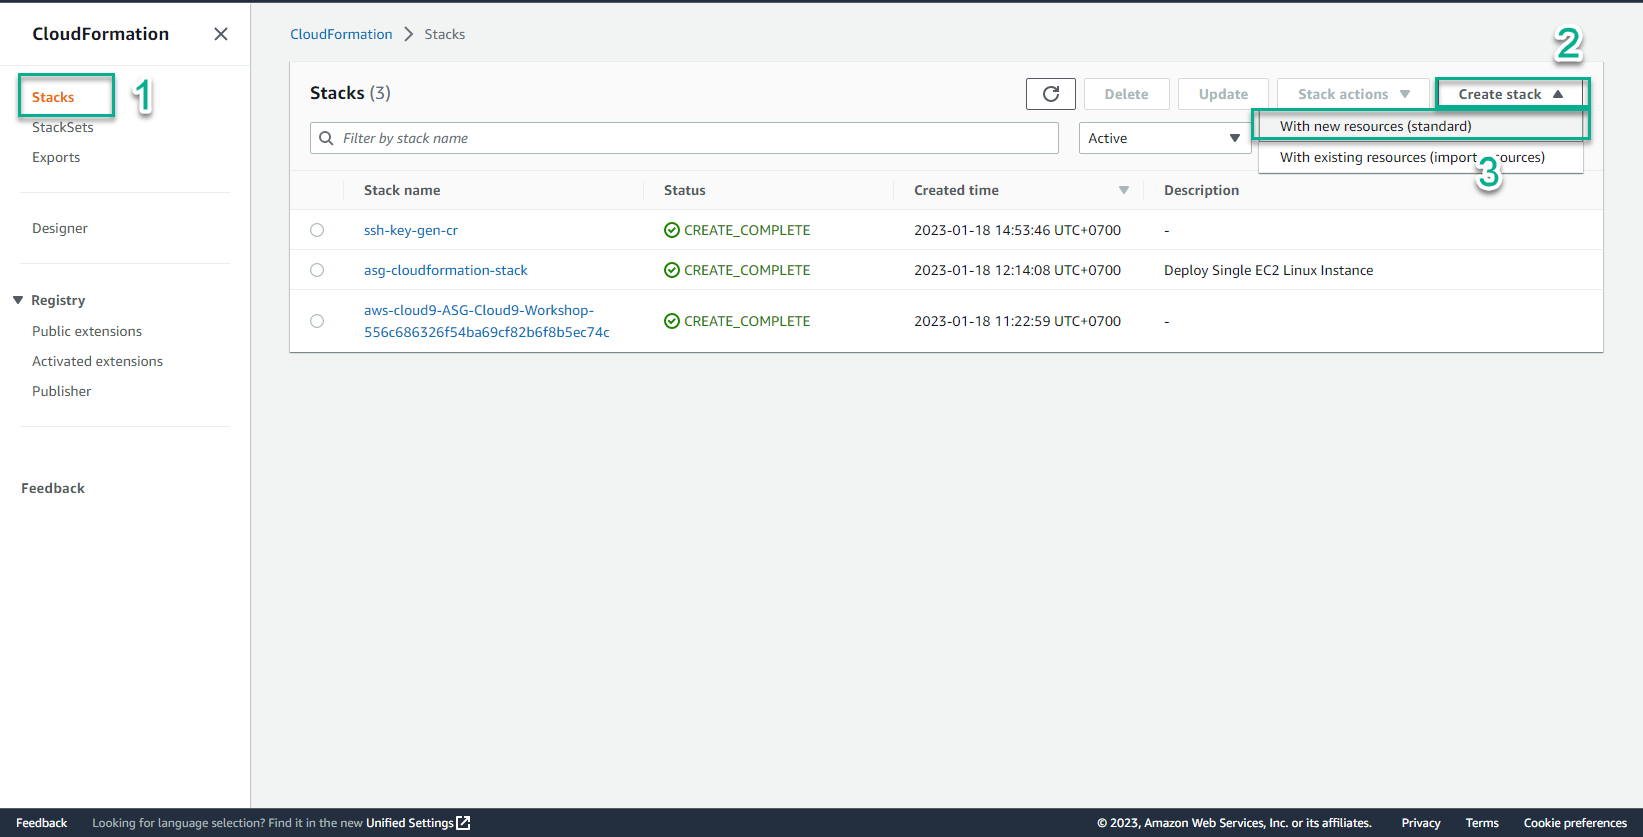 CloudFormation
Stacks
1
StackSets
Exports
Designer
Registry
Public extensions
Activated extensions
Publisher
Feedback
CloudFormation > Stacks
2
Stacks (3)
Delete
Update
Stack actions
Create stack
Filter by stack name
Active
With new resources (standard)
With existing resources (import sources)
3
Stack name Status Created time Description
ssh-key-gen-cr CREATE_COMPLETE 2023-01-18 14:53:46 UTC+0700 -
asg-cloudformation-stack CREATE_COMPLETE 2023-01-18 12:14:08 UTC+0700 Deploy Single EC2 Linux Instance
aws-cloud9-ASG-Cloud9-Workshop-
556c686326f54ba69cf82b6f8b5ec74c CREATE_COMPLETE 2023-01-18 11:22:59 UTC+0700 -
Feedback Looking for language selection? Find it in the new Unified Settings © 2023, Amazon Web Services, Inc. or its affiliates. Privacy Terms Cookie preferences